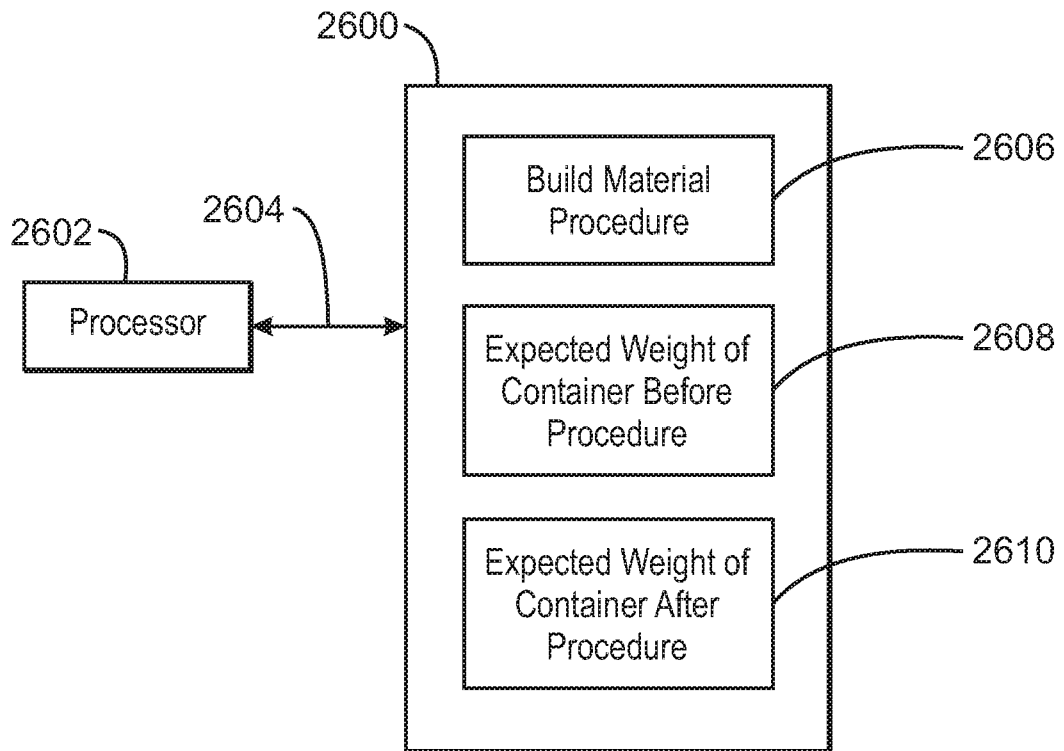 2600
2606
Build Material
Procedure
2604
2602
Processor
2608
Expected Weight of
Container Before
Procedure
2610
Expected Weight of
Container After
Procedure